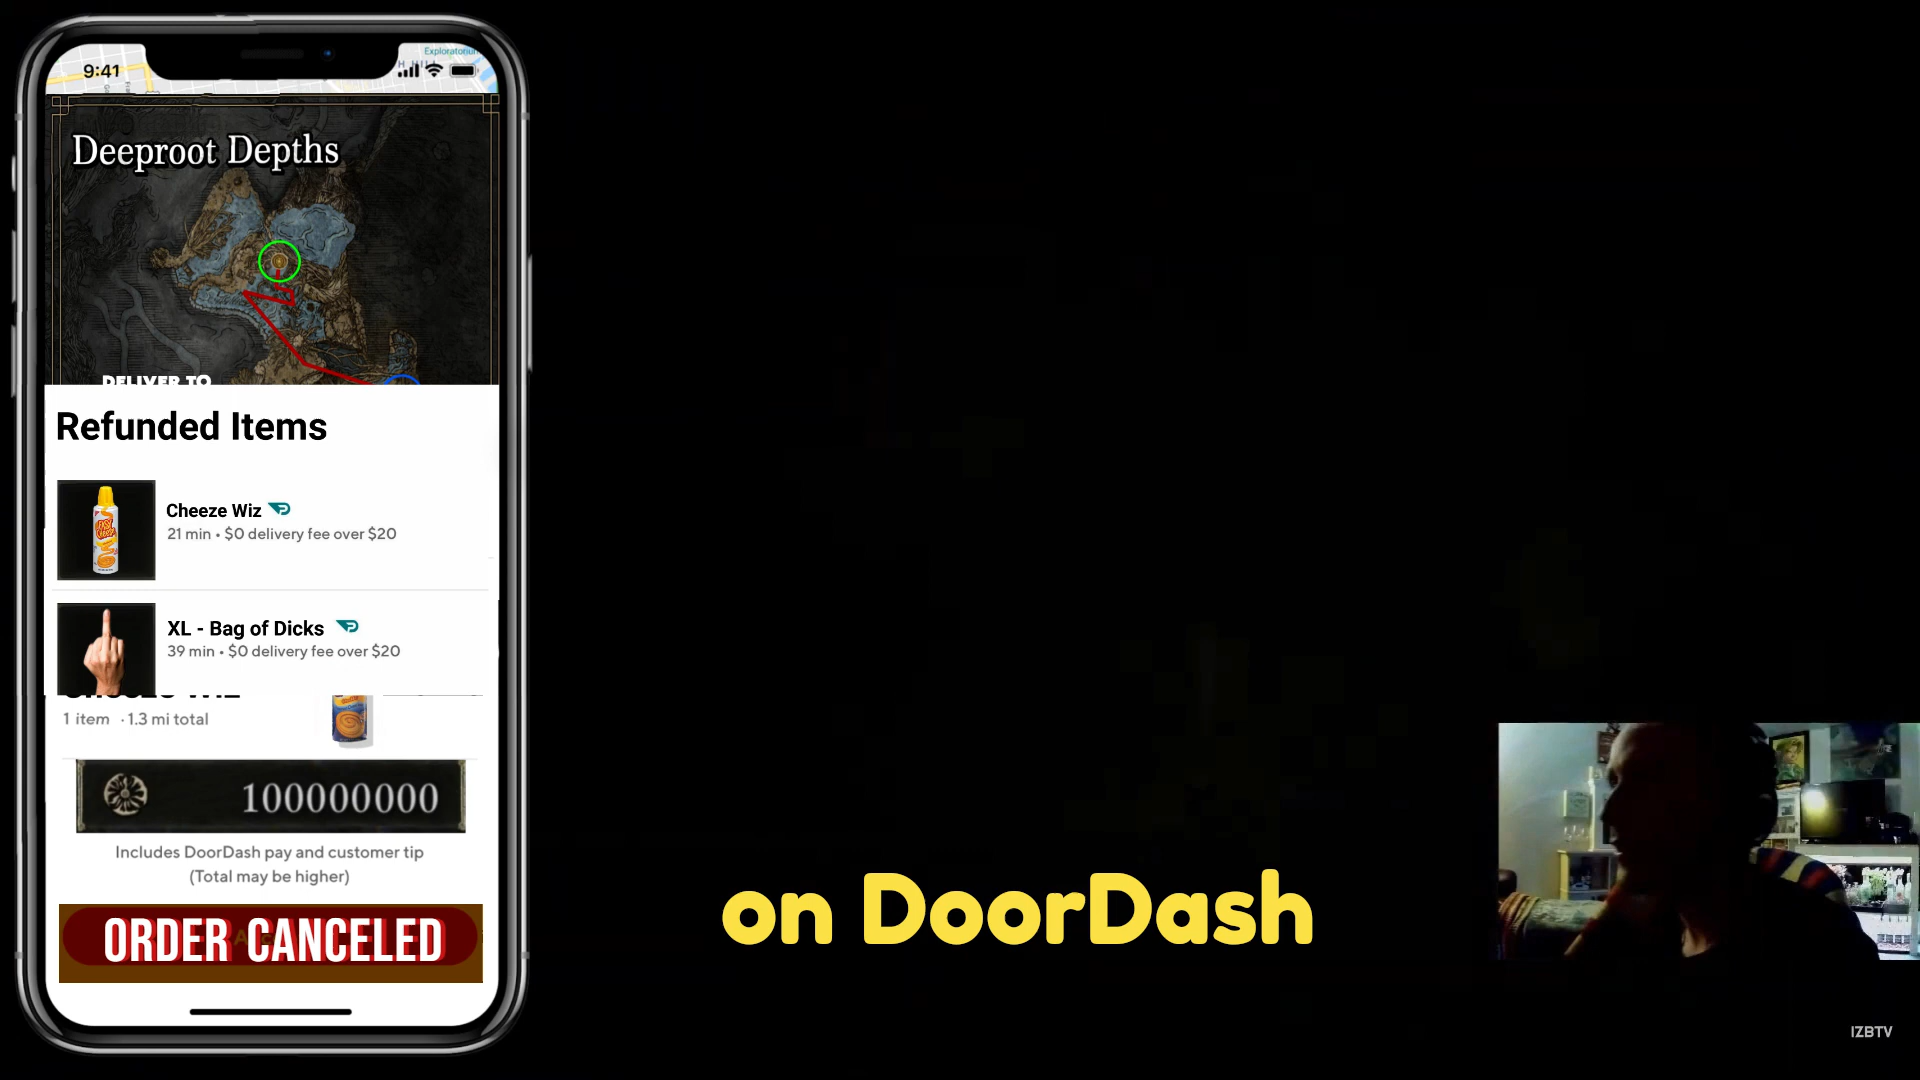 Exploratorium
9:41
Deeproot Depths
DELIVER TO
Refunded Items
Cheeze Wiz
21 min • $0 delivery fee over $20
XL - Bag of Dicks
39 min • $0 delivery fee over $20
1 item · 1.3 mi total
100000000
Includes DoorDash pay and customer tip
(Total may be higher)
ORDER CANCELED
on DoorDash
IZBTV